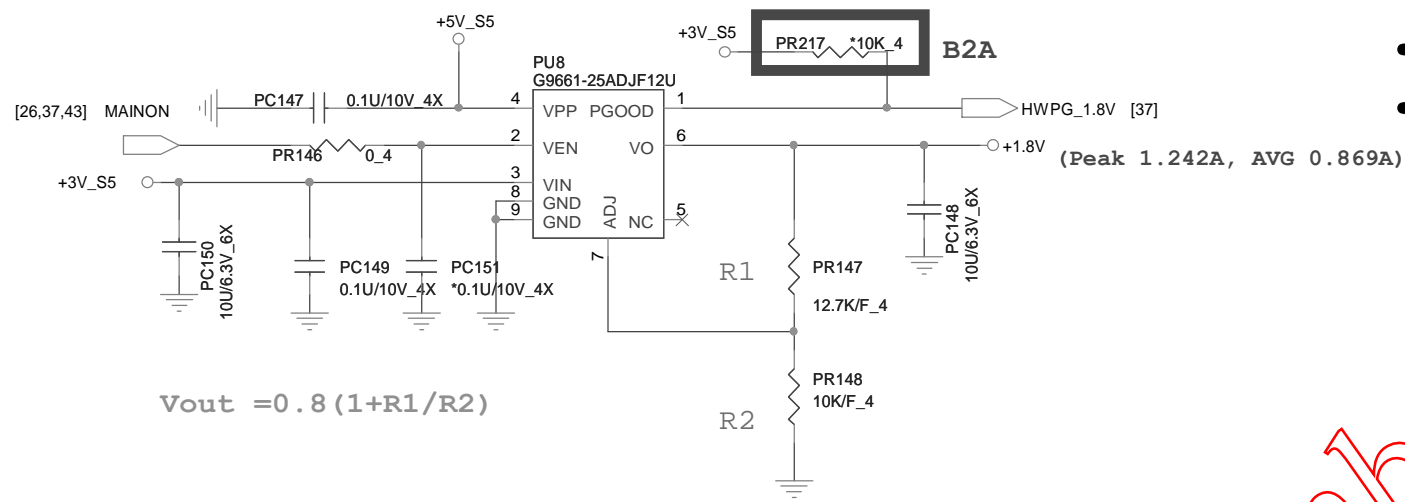 +5V_S5
+3V_S5
PR217 *10K_4
B2A
PU8
G9661-25ADJF12U
PC147 0.1U/10V_4X
4 VPP PGOOD 1
HWPG_1.8V [37]
[26,37,43] MAINON
PR146 0_4
2 VEN VO 6
+1.8V
(Peak 1.242A, AVG 0.869A)
+3V_S5
3 VIN
8 GND
9 GND
ADJ
NC 5
7
PC150
10U/6.3V_6X
PC149
0.1U/10V_4X
PC151
*0.1U/10V_4X
PC148
10U/6.3V_6X
R1
PR147
12.7K/F_4
Vout =0.8(1+R1/R2)
R2
PR148
10K/F_4